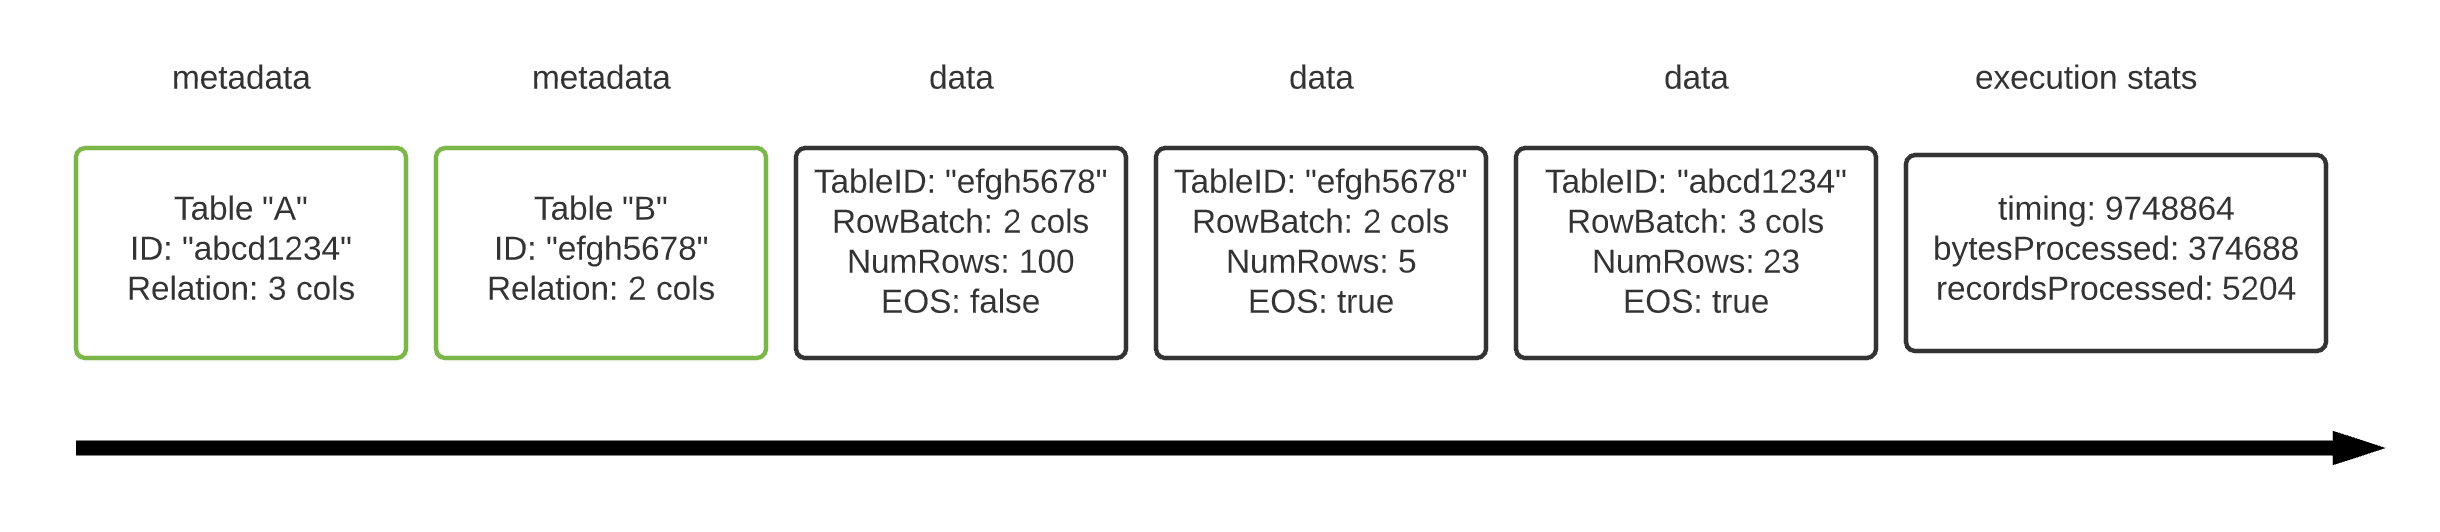 metadata
metadata
data
data
data
execution stats
Table "A"
ID: "abcd1234"
Relation: 3 cols
Table "B"
ID: "efgh5678"
Relation: 2 cols
TableID: "efgh5678"
RowBatch: 2 cols
NumRows: 100
EOS: false
TableID: "efgh5678"
RowBatch: 2 cols
NumRows: 5
EOS: true
TableID: "abcd1234"
RowBatch: 3 cols
NumRows: 23
EOS: true
timing: 9748864
bytesProcessed: 374688
recordsProcessed: 5204